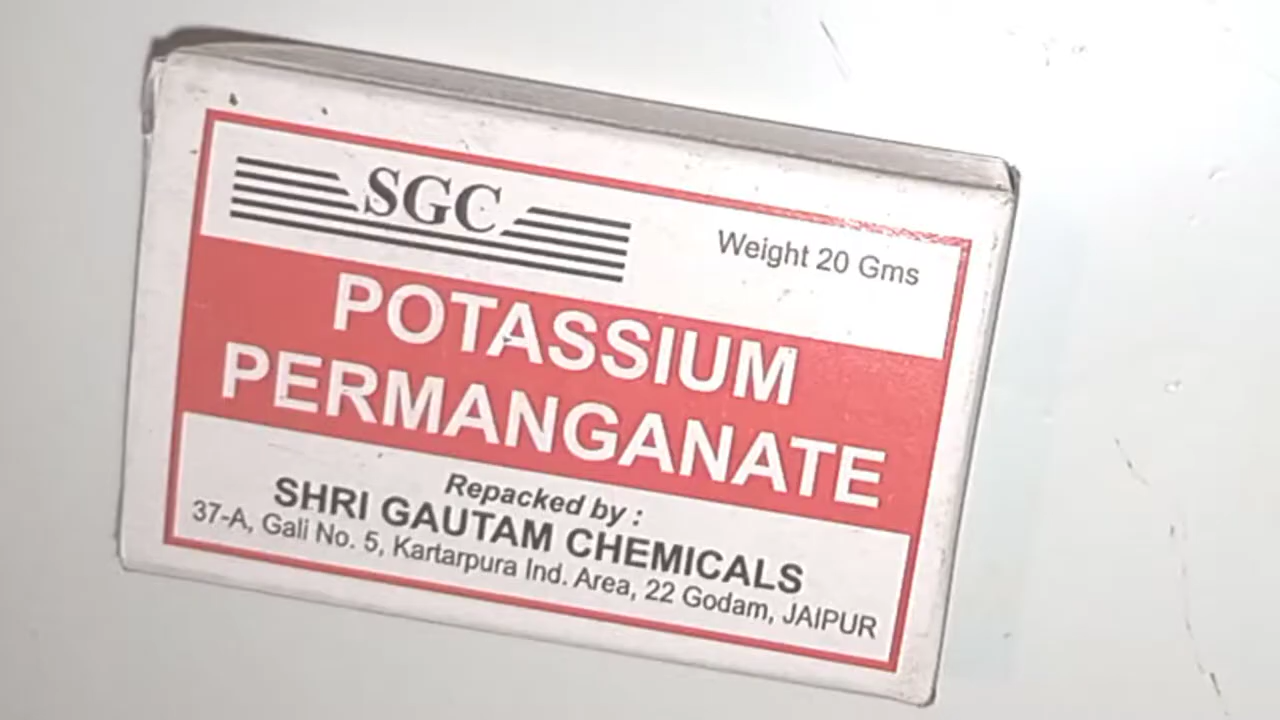 SGC
Weight 20 Gms
POTASSIUM
PERMANGANATE
Repacked by :
SHRI GAUTAM CHEMICALS
37-A, Gali No. 5, Kartarpura Ind. Area, 22 Godam, JAIPUR